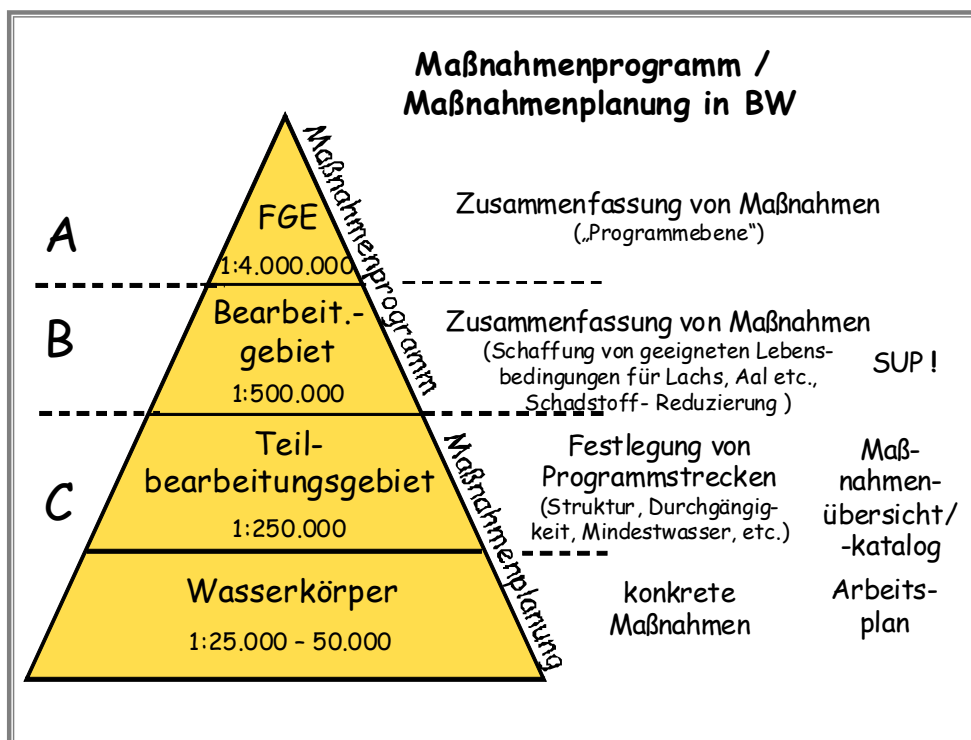 Maßnahmenprogramm /
Maßnahmenplanung in BW
Maßnahmenprogramm
A
FGE
1:4.000.000
Zusammenfassung von Maßnahmen
(„Programmebene“)
B
Bearbeit.-
gebiet
1:500.000
Zusammenfassung von Maßnahmen
(Schaffung von geeigneten Lebens-
bedingungen für Lachs, Aal etc.,
Schadstoff- Reduzierung )
SUP !
Maßnahmenplanung
C
Teil-
bearbeitungsgebiet
1:250.000
Festlegung von
Programmstrecken
(Struktur, Durchgängig-
keit, Mindestwasser, etc.)
Maß-
nahmen-
übersicht/
-katalog
Wasserkörper
1:25.000 – 50.000
konkrete
Maßnahmen
Arbeits-
plan